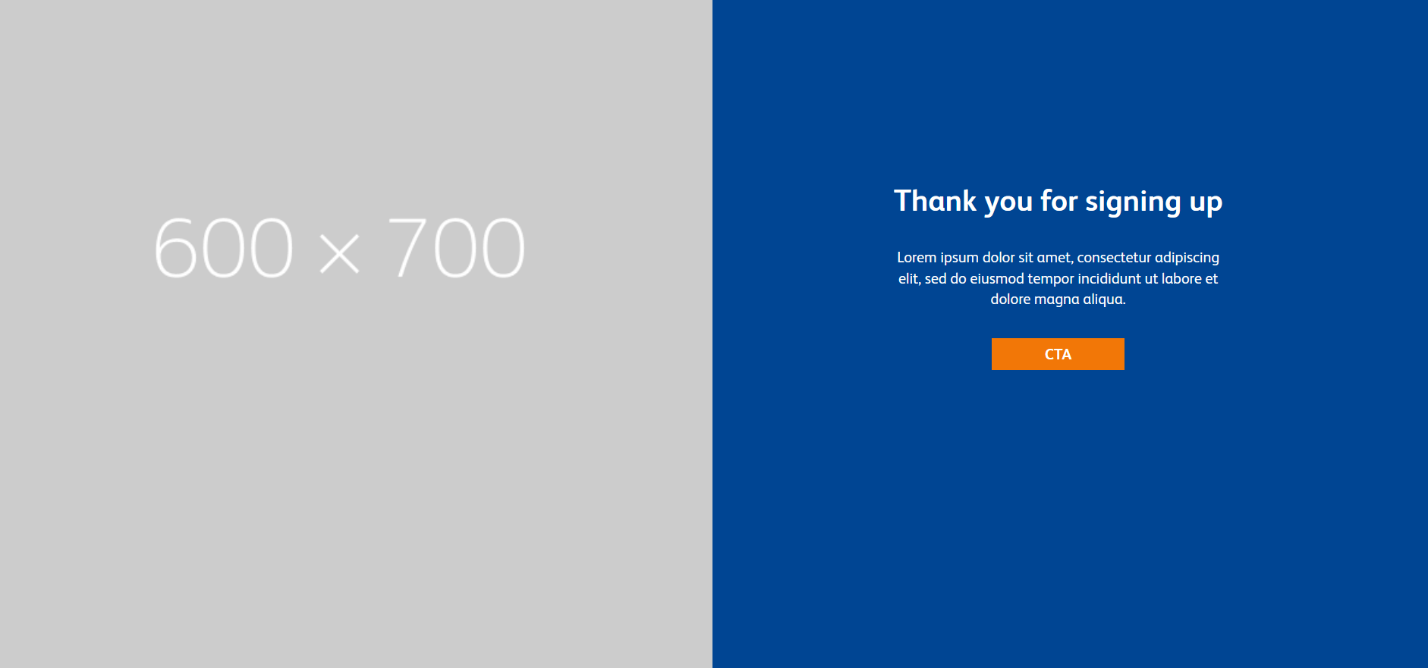 600 × 700
Thank you for signing up
Lorem ipsum dolor sit amet, consectetur adipiscing
elit, sed do eiusmod tempor incididunt ut labore et
dolore magna aliqua.
CTA